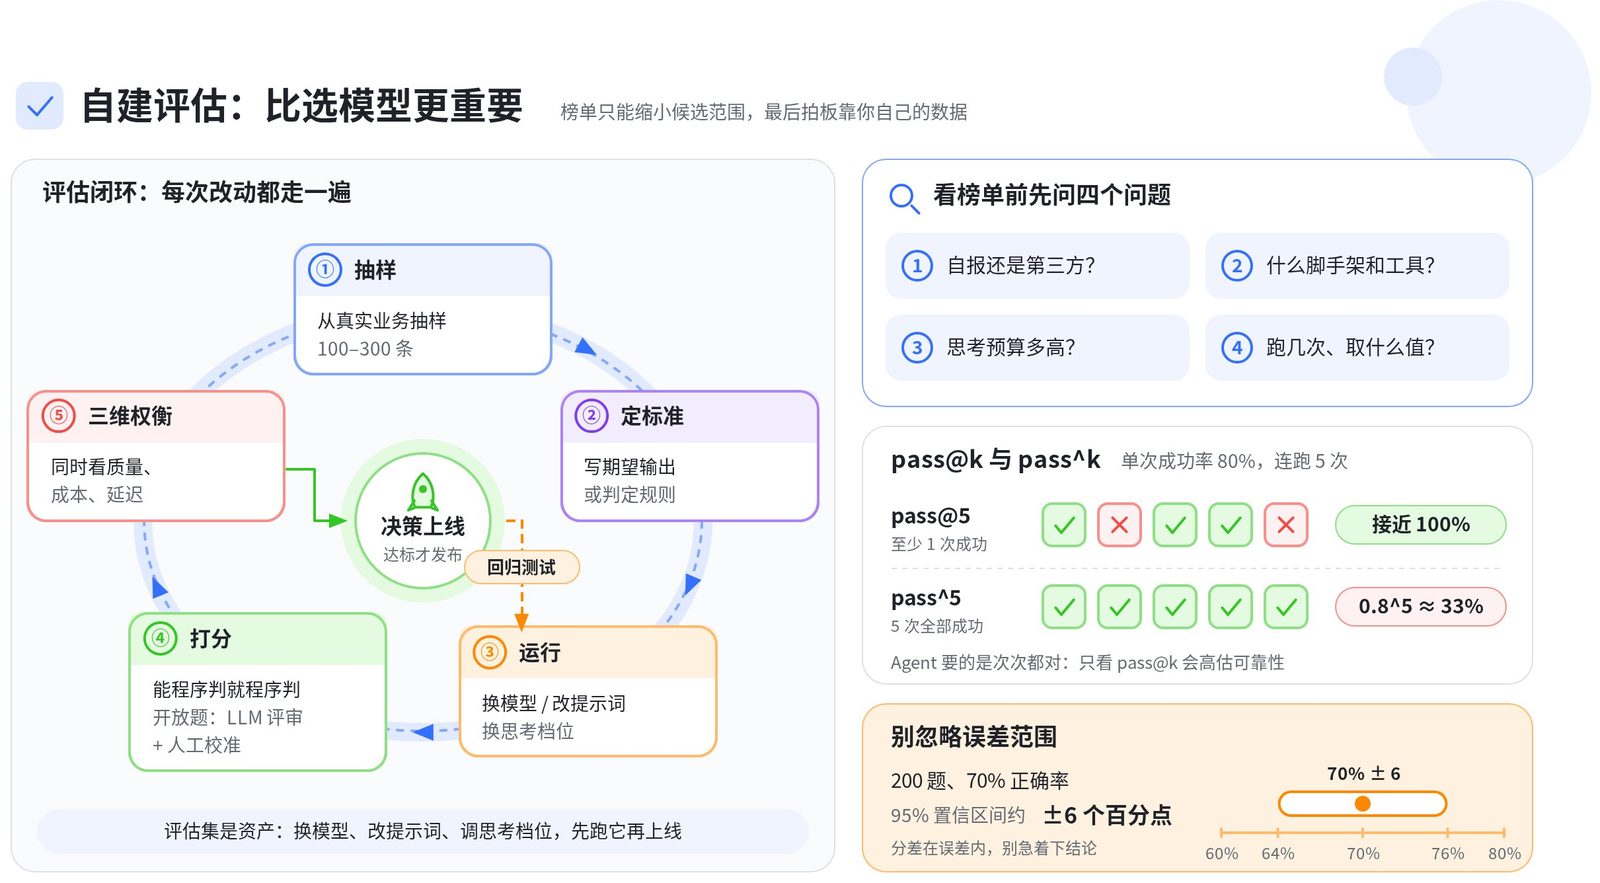 自建评估：比选模型更重要
榜单只能缩小候选范围，最后拍板靠你自己的数据
评估闭环：每次改动都走一遍
① 抽样
从真实业务抽样
100–300 条
② 定标准
写期望输出
或判定规则
③ 运行
换模型 / 改提示词
换思考档位
④ 打分
能程序判就程序判
开放题：LLM 评审
+ 人工校准
⑤ 三维权衡
同时看质量、
成本、延迟
决策上线
达标才发布
回归测试
评估集是资产：换模型、改提示词、调思考档位，先跑它再上线
看榜单前先问四个问题
1 自报还是第三方？
2 什么脚手架和工具？
3 思考预算多高？
4 跑几次、取什么值？
pass@k 与 pass^k 单次成功率 80%，连跑 5 次
pass@5
至少 1 次成功
接近 100%
pass^5
5 次全部成功
0.8^5 ≈ 33%
Agent 要的是次次都对：只看 pass@k 会高估可靠性
别忽略误差范围
200 题、70% 正确率
95% 置信区间约 ±6 个百分点
分差在误差内，别急着下结论
70% ± 6
60% 64% 70% 76% 80%